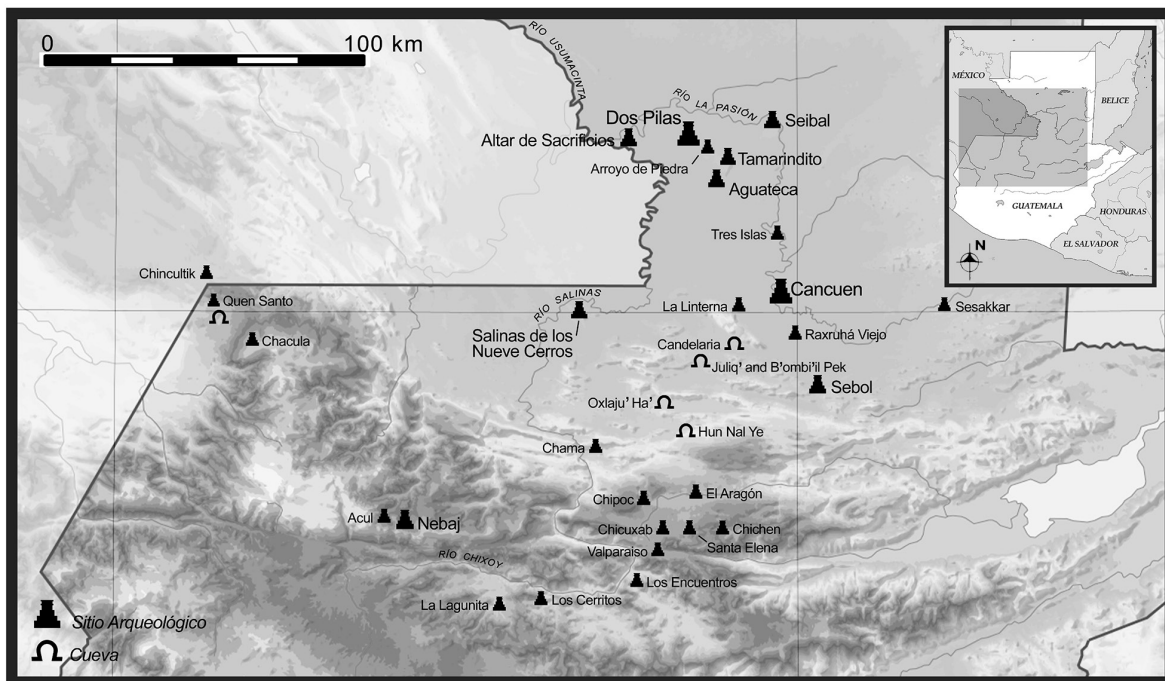 0 100 km
RÍO USUMACINTA
RÍO LA PASIÓN
MÉXICO
BELICE
GUATEMALA
HONDURAS
EL SALVADOR
N
Dos Pilas
Seibal
Altar de Sacrificios
Arroyo de Piedra
Tamarindito
Aguateca
Tres Islas
Chincultik
Quen Santo
RÍO SALINAS
Cancuen
La Linterna
Sesakkar
Salinas de los
Nueve Cerros
Raxruhá Viejo
Chacula
Candelaria
Juliq' and B'ombi'il Pek
Sebol
Oxlaju' Ha'
Hun Nal Ye
Chama
Chipoc
El Aragón
Acul
Nebaj
Chicuxab
Chichen
Santa Elena
Valparaiso
RÍO CHIXOY
Los Encuentros
La Lagunita
Los Cerritos
Sitio Arqueológico
Cueva